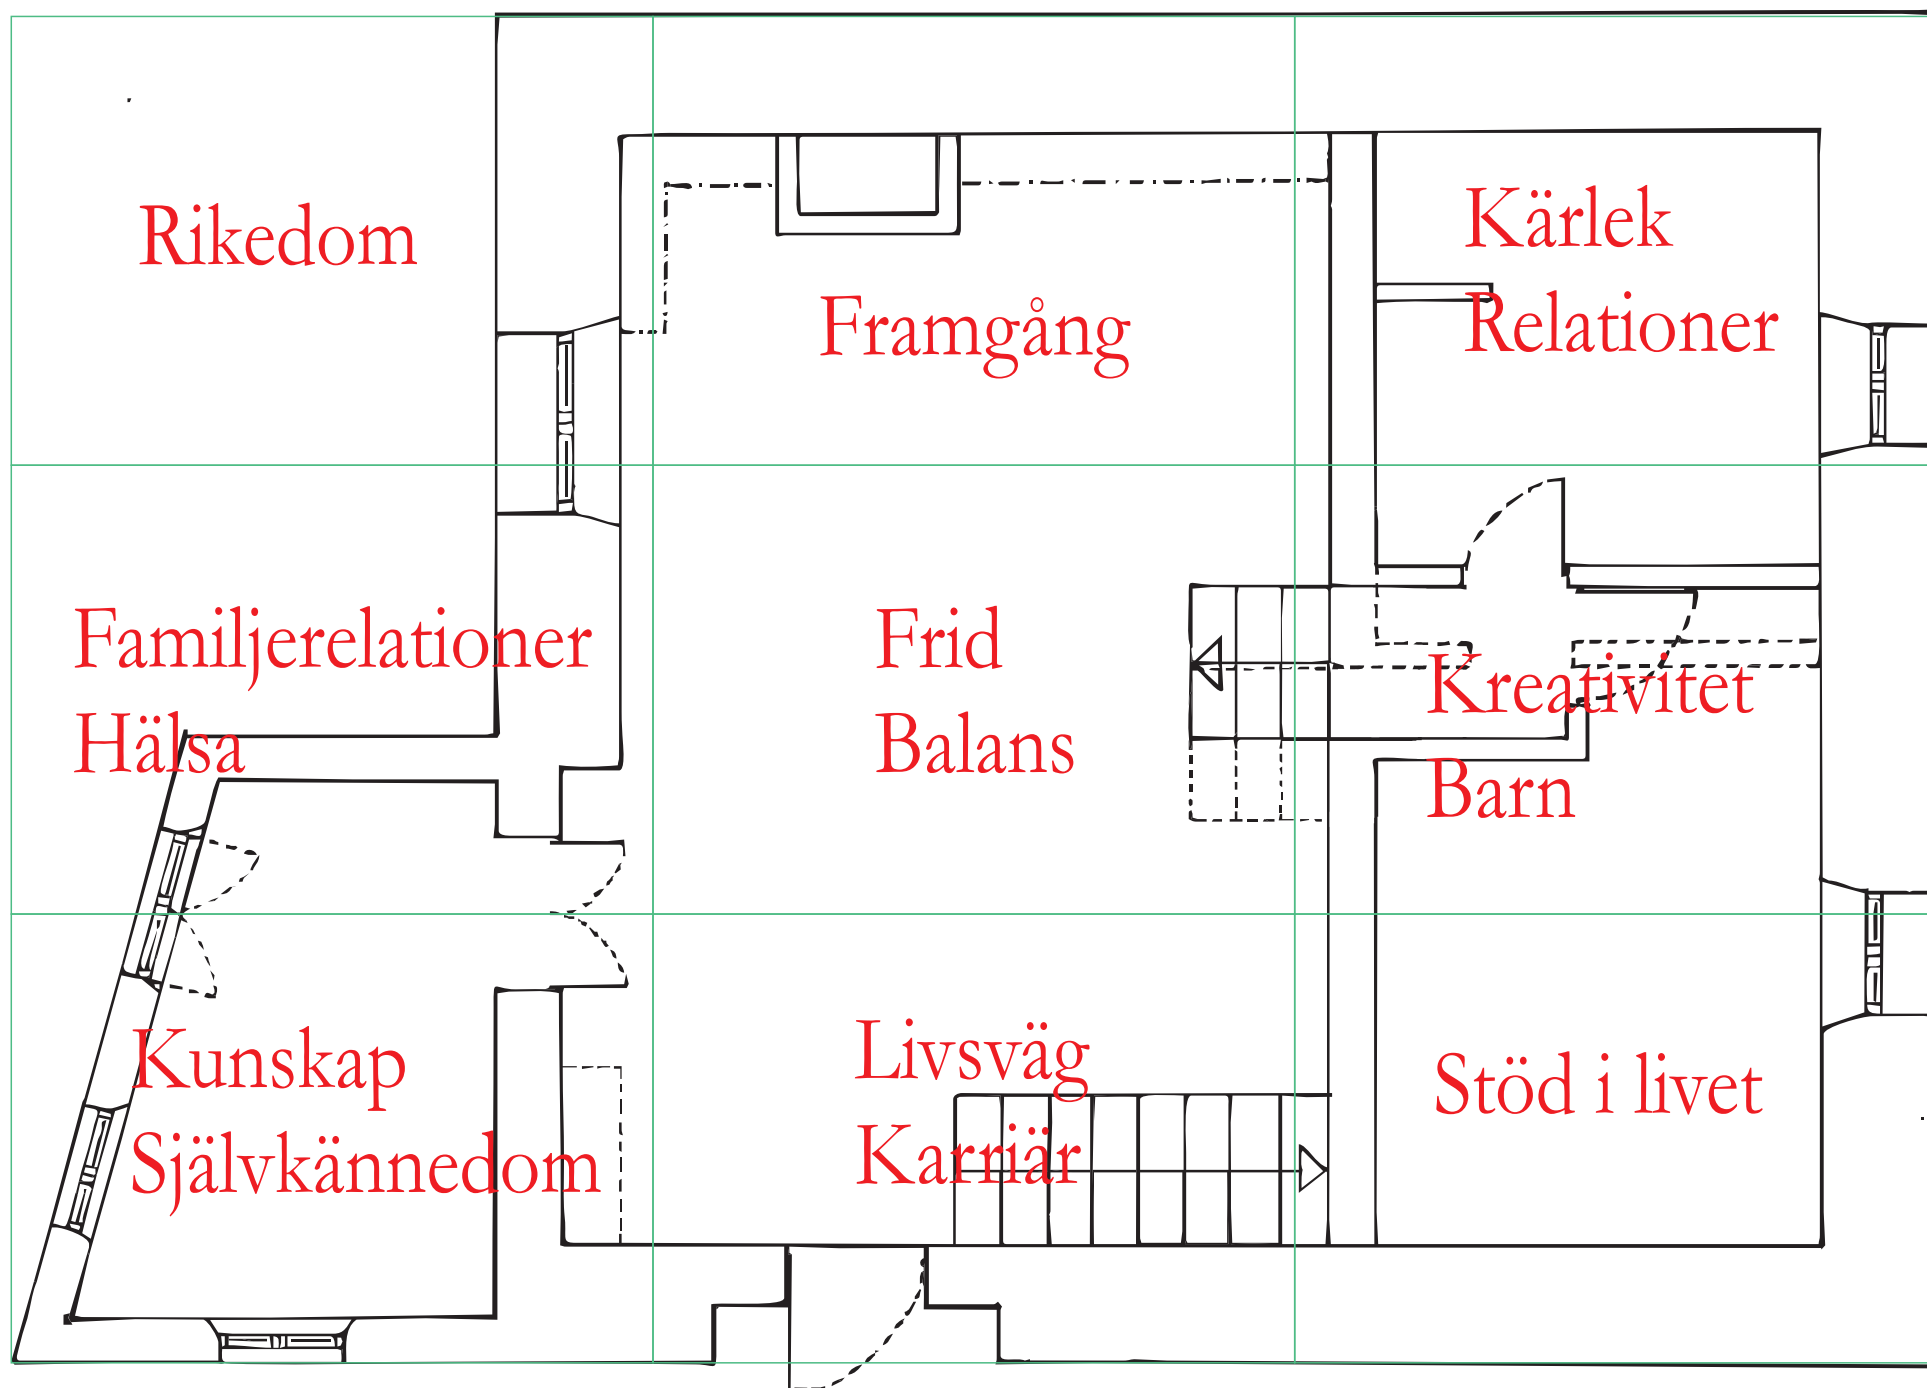 Rikedom
Framgång
Kärlek
Relationer
Familjerelationer
Hälsa
Frid
Balans
Kreativitet
Barn
Kunskap
Självkännedom
Livsväg
Karriär
Stöd i livet